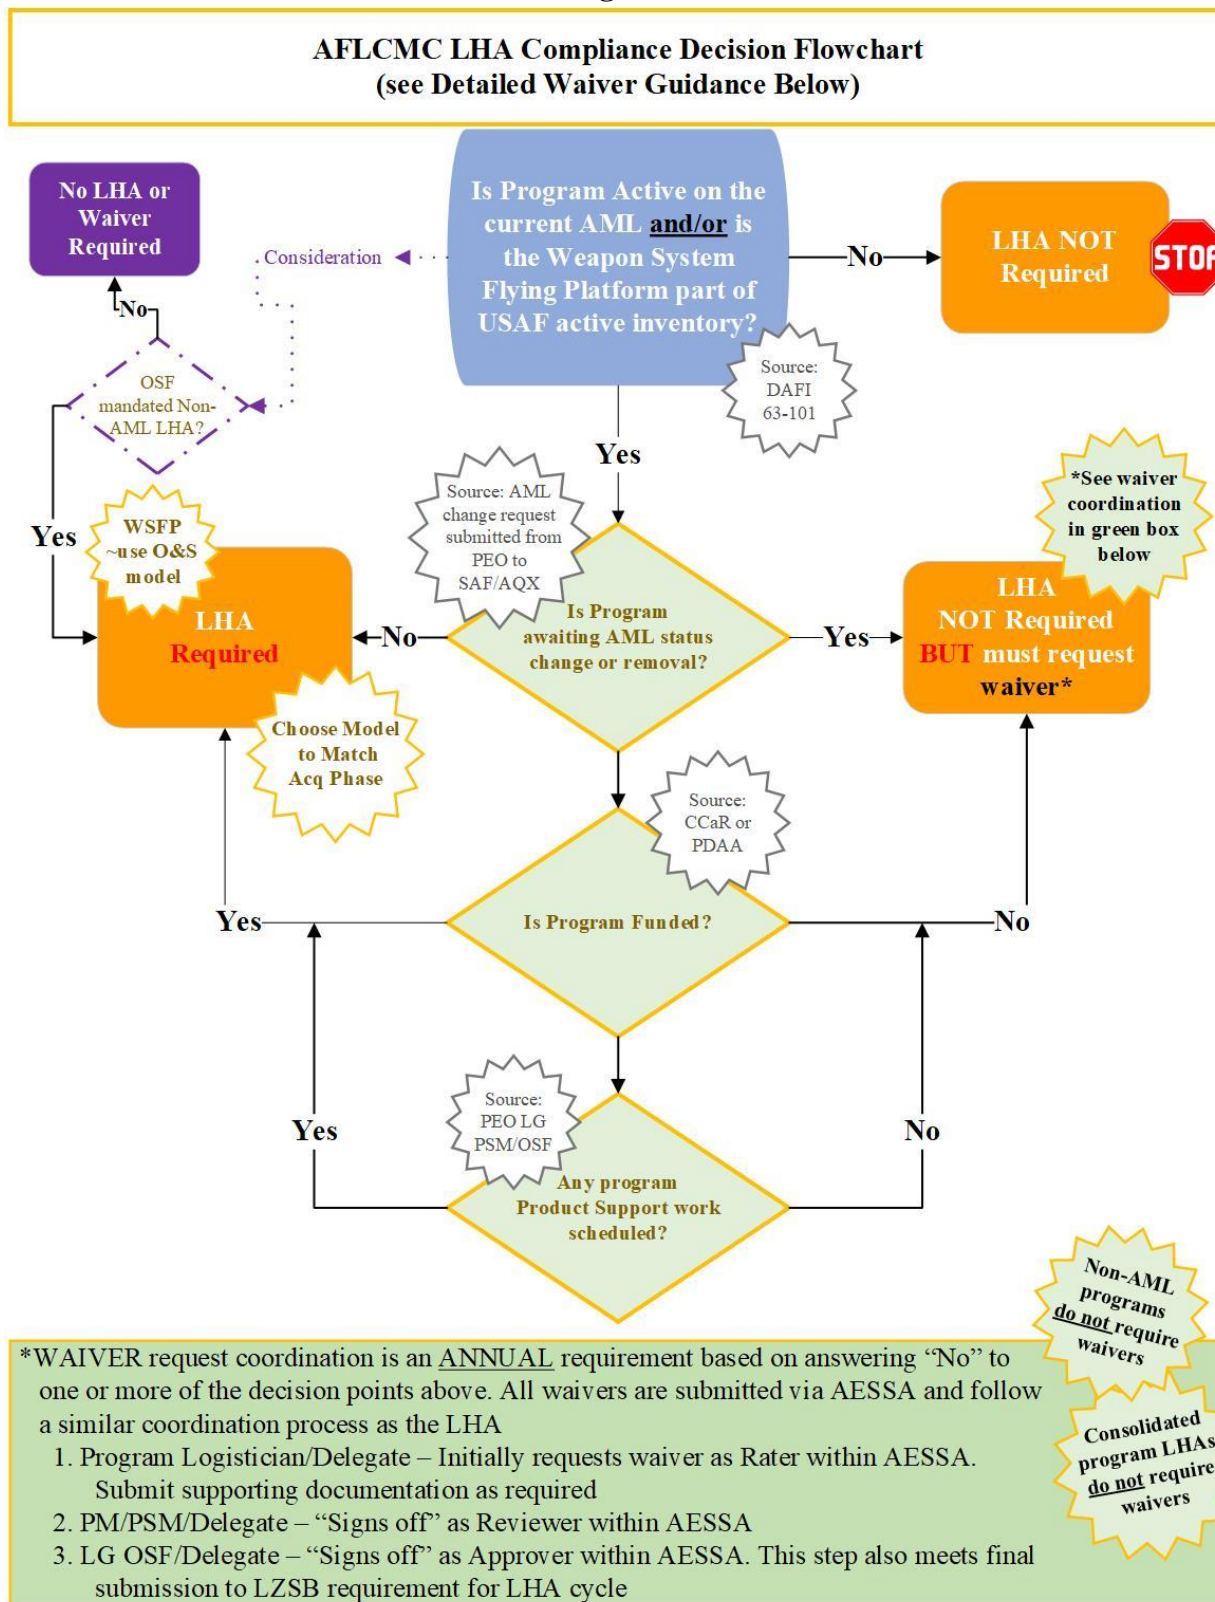 AFLCMC LHA Compliance Decision Flowchart
(see Detailed Waiver Guidance Below)
No LHA or
Waiver
Required
Consideration
Is Program Active on the
current AML and/or is
the Weapon System
Flying Platform part of
USAF active inventory?
No
LHA NOT
Required
STOP
No
OSF
mandated Non-
AML LHA?
Source:
DAFI
63-101
Yes
Yes
WSFP
~use O&S
model
Source: AML
change request
submitted from
PEO to
SAF/AQX
*See waiver
coordination
in green box
below
LHA
Required
No
Is Program
awaiting AML status
change or removal?
Yes
LHA
NOT Required
BUT must request
waiver*
Choose Model
to Match
Acq Phase
Source:
CCaR or
PDAA
Yes
Is Program Funded?
No
Source:
PEO LG
PSM/OSF
Yes
No
Any program
Product Support work
scheduled?
Non-AML
programs
do not require
waivers
Consolidated
program LHAs
do not require
waivers
*WAIVER request coordination is an ANNUAL requirement based on answering “No” to
one or more of the decision points above. All waivers are submitted via AESSA and follow
a similar coordination process as the LHA
1. Program Logistician/Delegate – Initially requests waiver as Rater within AESSA.
Submit supporting documentation as required
2. PM/PSM/Delegate – “Signs off” as Reviewer within AESSA
3. LG OSF/Delegate – “Signs off” as Approver within AESSA. This step also meets final
submission to LZSB requirement for LHA cycle